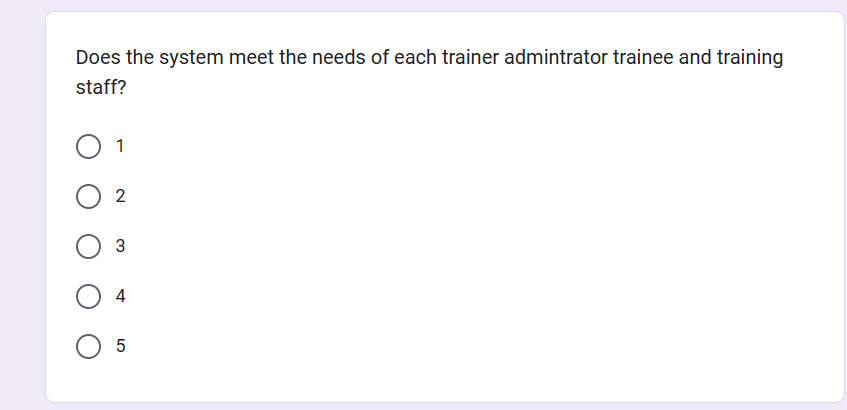 Does the system meet the needs of each trainer admintrator trainee and training
staff?
1
2
3
4
5